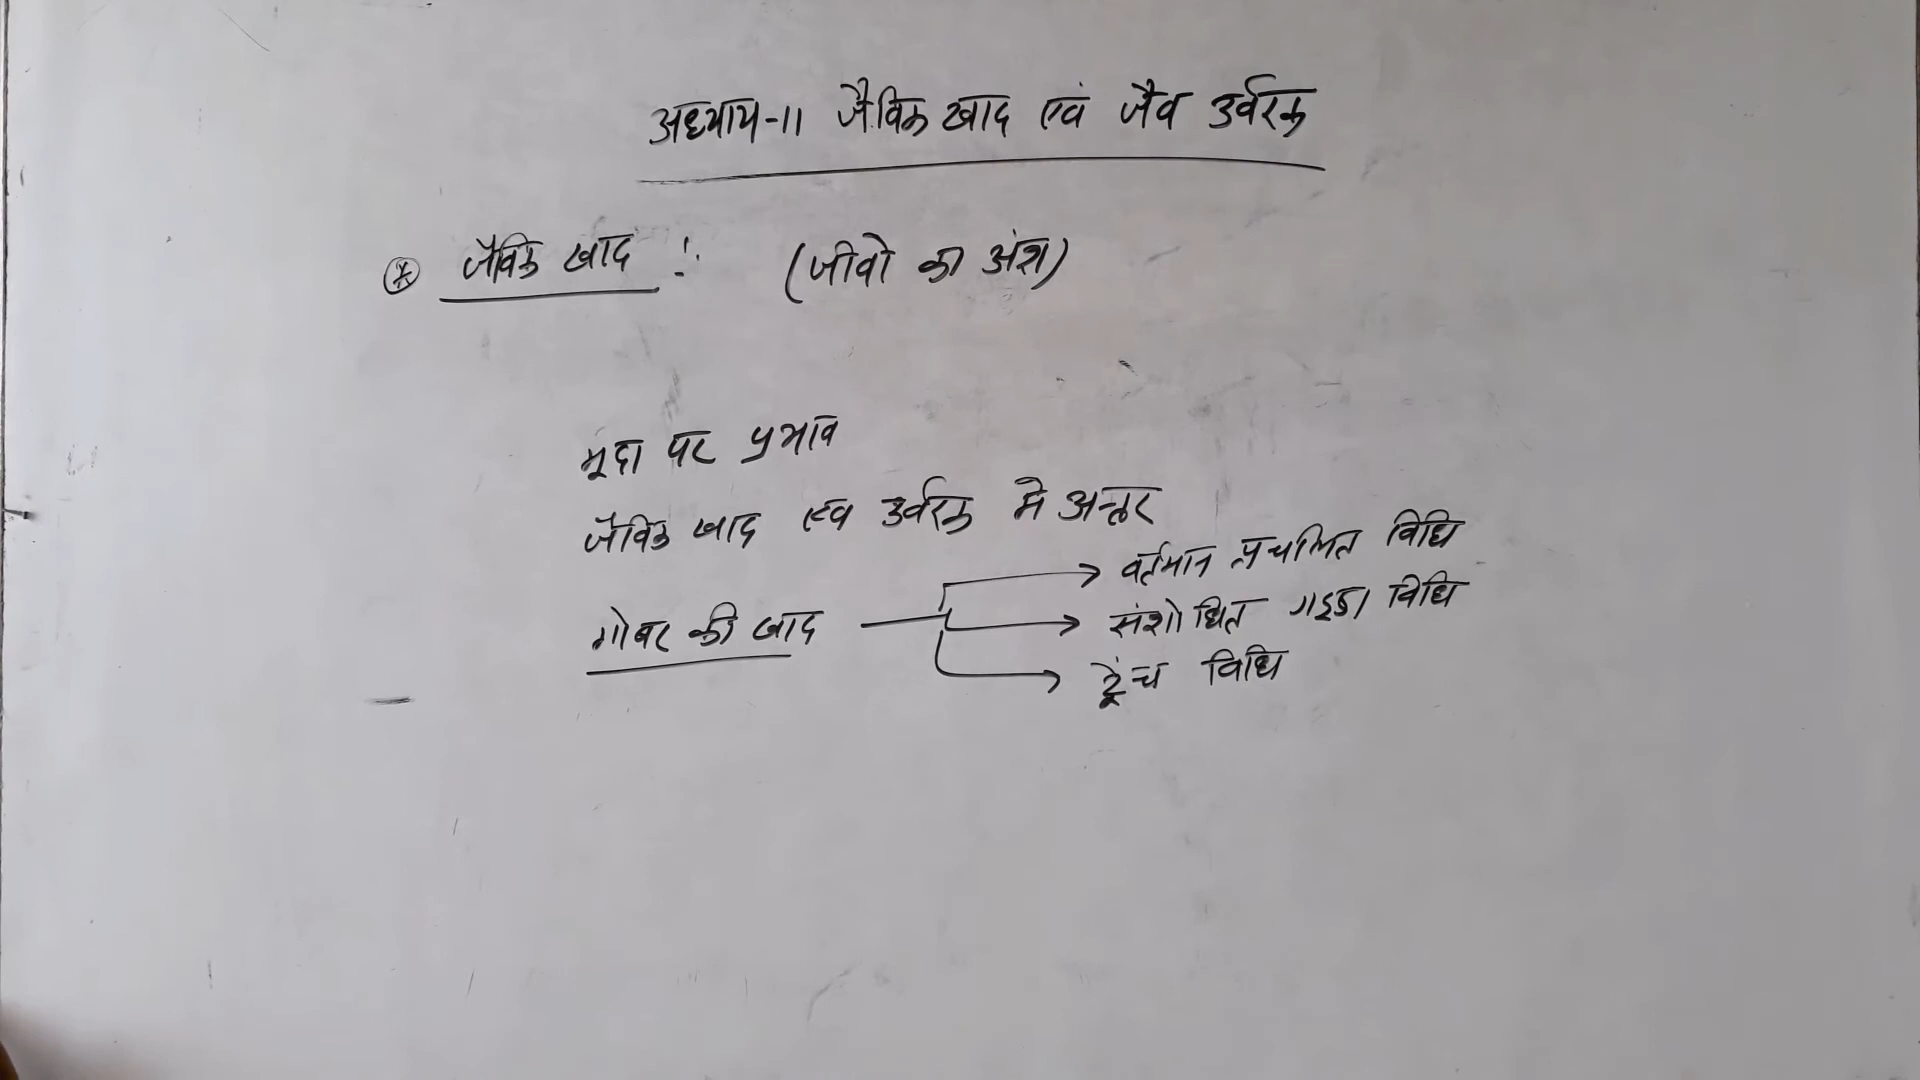 अध्याय-11 जैविक खाद एवं जैव उर्वरक
* जैविक खाद :- (जीवो का अंश)
मृदा पर प्रभाव
जैविक खाद एवं उर्वरक मे अन्तर
गोबर की खाद → वर्तमान प्रचलित विधि
→ संशोधित गड्डा विधि
→ ट्रेंच विधि